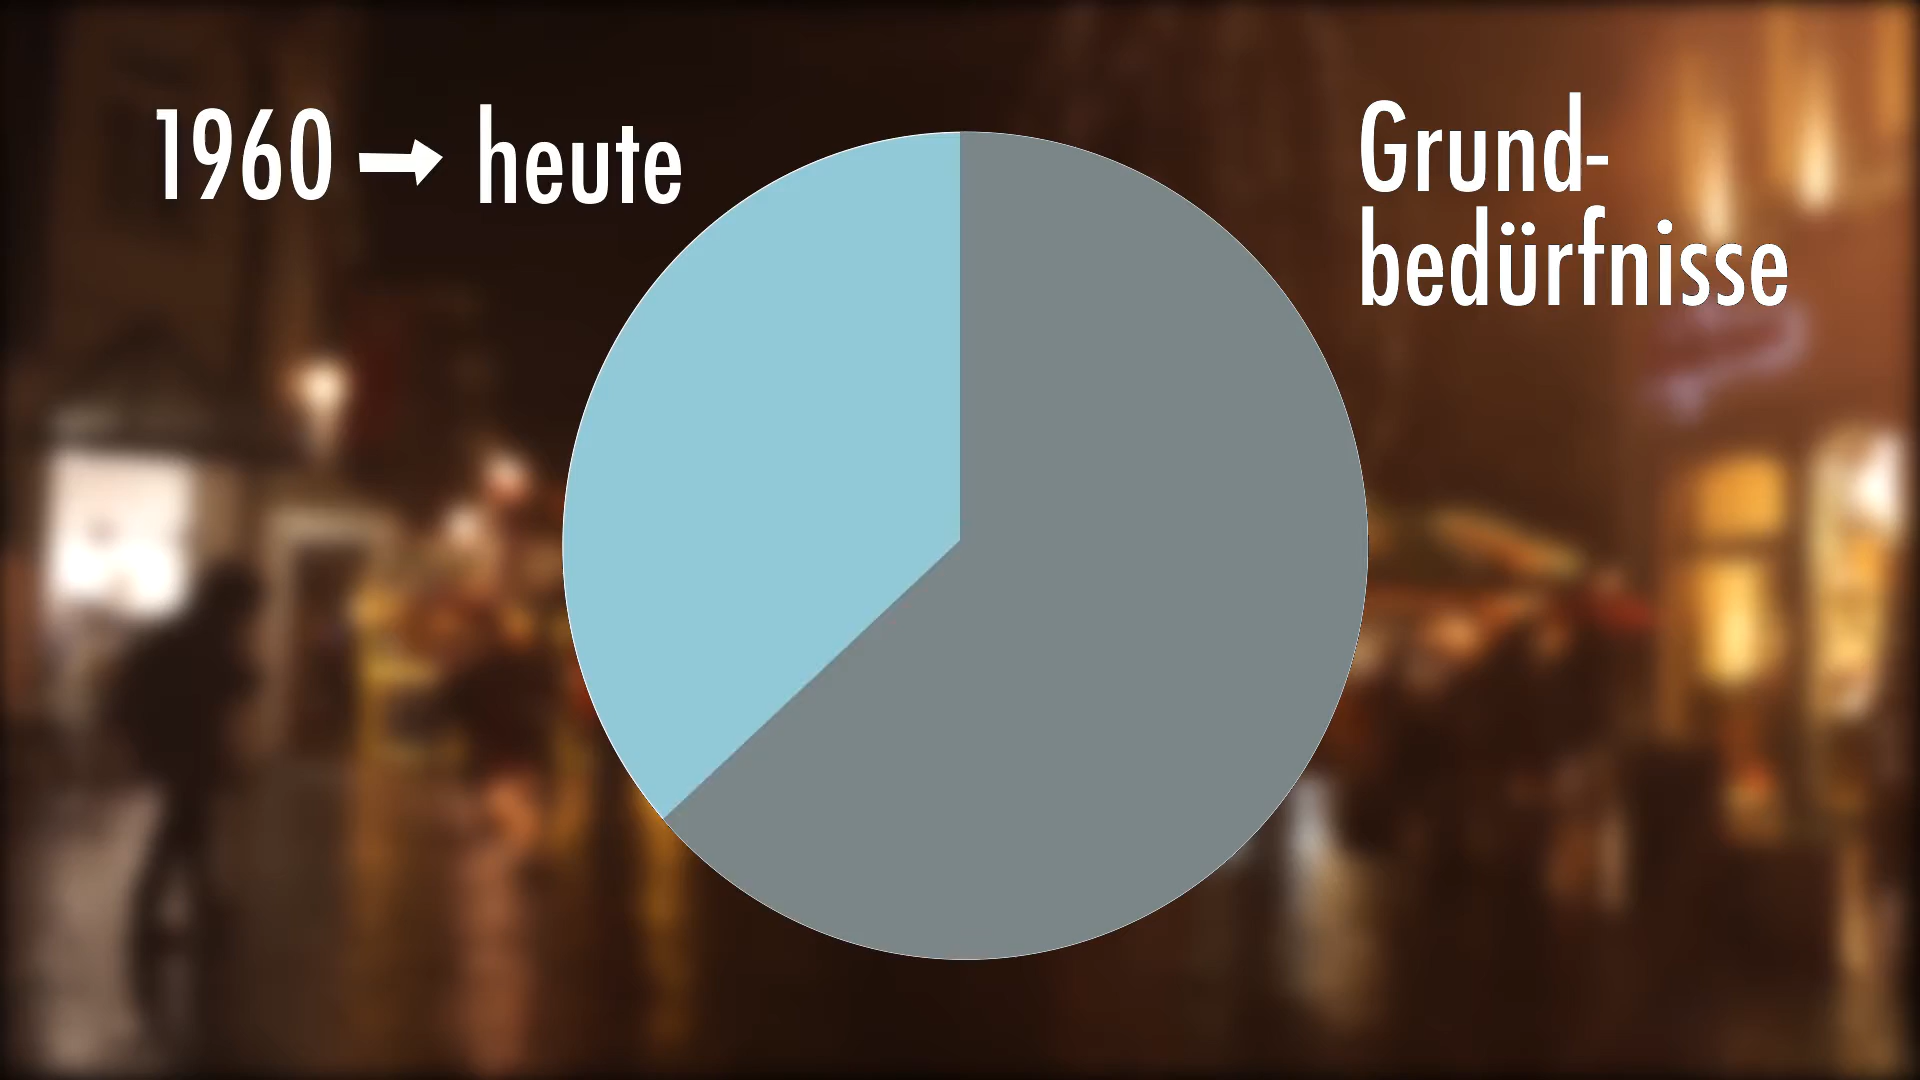 1960 → heute
Grund-
bedürfnisse